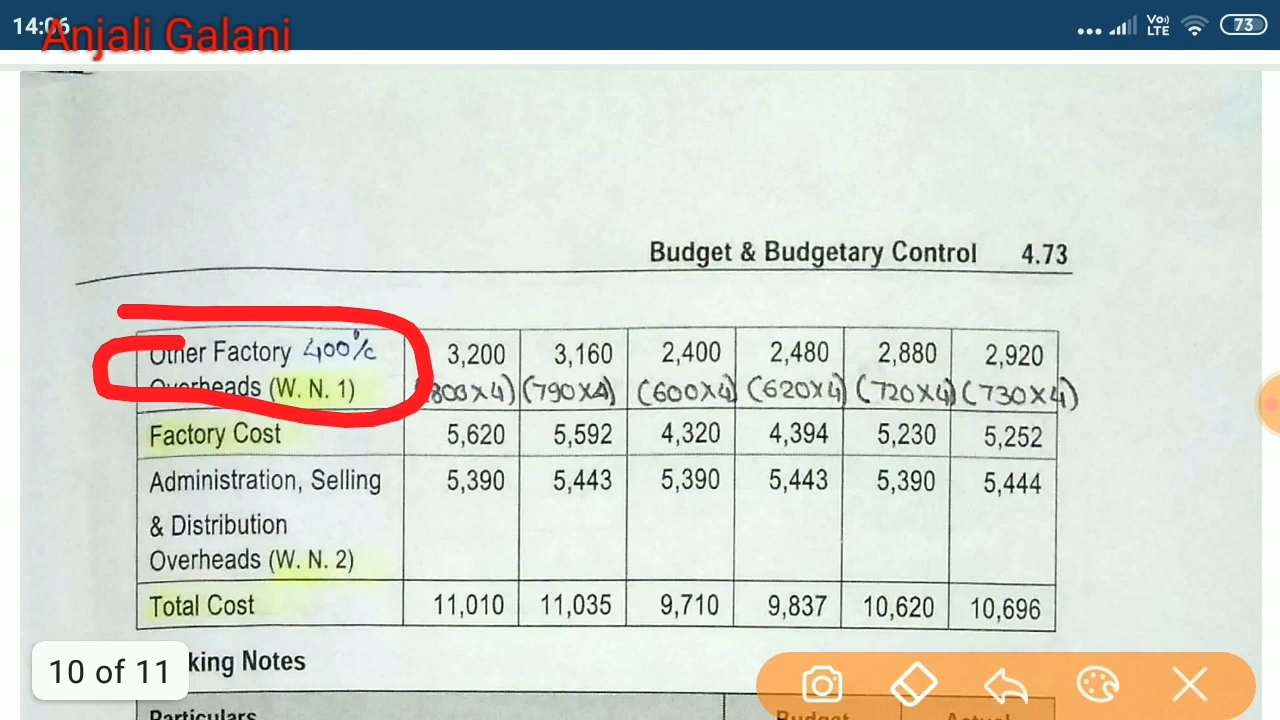 14:06
Anjali Galani
Vo)) LTE
73
Budget & Budgetary Control 4.73
Other Factory 400% 3,200 3,160 2,400 2,480 2,880 2,920
Overheads (W. N. 1) (800x4) (790x4) (600x4) (620x4) (720x4) (730x4)
Factory Cost 5,620 5,592 4,320 4,394 5,230 5,252
Administration, Selling 5,390 5,443 5,390 5,443 5,390 5,444
& Distribution
Overheads (W. N. 2)
Total Cost 11,010 11,035 9,710 9,837 10,620 10,696
10 of 11
king Notes
Particulars Budget Actual